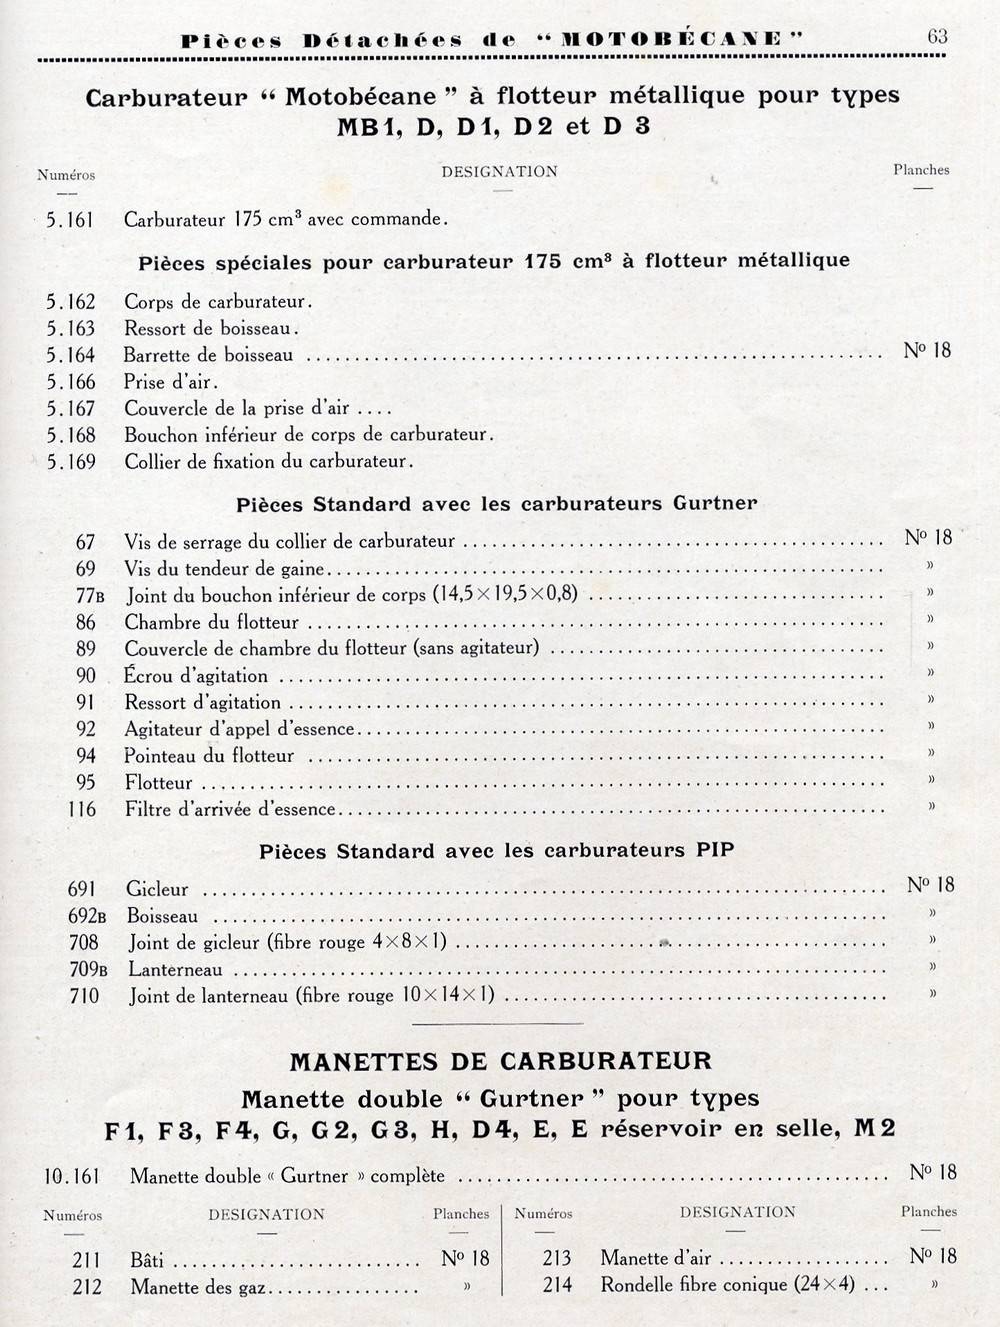 Pièces Détachées de “ MOTOBÉCANE ” 63
Carburateur “ Motobécane ” à flotteur métallique pour types
MB1, D, D1, D2 et D 3
Numéros DESIGNATION Planches
5.161 Carburateur 175 cm³ avec commande.
Pièces spéciales pour carburateur 175 cm³ à flotteur métallique
5.162 Corps de carburateur.
5.163 Ressort de boisseau.
5.164 Barrette de boisseau .......... Nº 18
5.166 Prise d'air.
5.167 Couvercle de la prise d'air ....
5.168 Bouchon inférieur de corps de carburateur.
5.169 Collier de fixation du carburateur.
Pièces Standard avec les carburateurs Gurtner
67 Vis de serrage du collier de carburateur .......... Nº 18
69 Vis du tendeur de gaine.......... »
77B Joint du bouchon inférieur de corps (14,5×19,5×0,8) .......... »
86 Chambre du flotteur .......... »
89 Couvercle de chambre du flotteur (sans agitateur) .......... »
90 Écrou d'agitation .......... »
91 Ressort d'agitation .......... »
92 Agitateur d'appel d'essence.......... »
94 Pointeau du flotteur .......... »
95 Flotteur .......... »
116 Filtre d'arrivée d'essence.......... »
Pièces Standard avec les carburateurs PIP
691 Gicleur .......... Nº 18
692B Boisseau .......... »
708 Joint de gicleur (fibre rouge 4×8×1) .......... »
709B Lanterneau .......... »
710 Joint de lanterneau (fibre rouge 10×14×1) .......... »
MANETTES DE CARBURATEUR
Manette double “ Gurtner ” pour types
F1, F3, F4, G, G2, G3, H, D4, E, E réservoir en selle, M2
10.161 Manette double « Gurtner » complète .......... Nº 18
Numéros DESIGNATION Planches
211 Bâti .......... Nº 18
212 Manette des gaz.......... »
Numéros DESIGNATION Planches
213 Manette d'air .......... Nº 18
214 Rondelle fibre conique (24×4) ... »